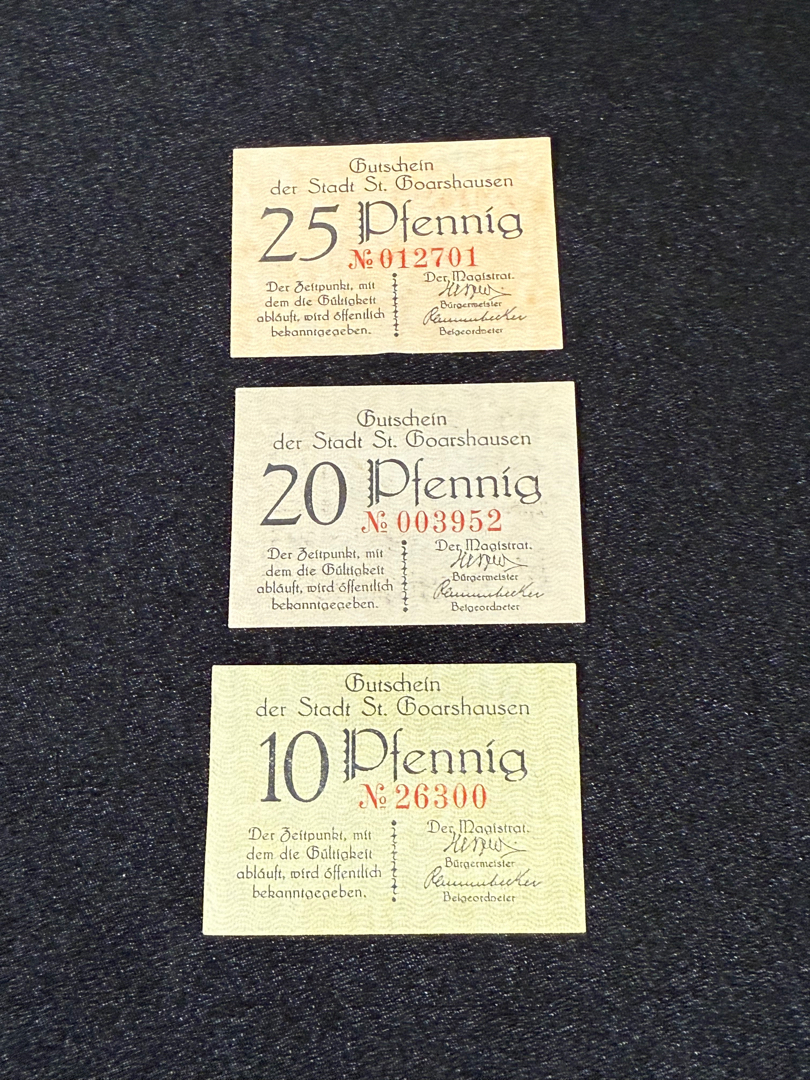 Gutschein
der Stadt St. Goarshausen
25 Pfennig
№ 012701
Der Zeitpunkt, mit
dem die Gültigkeit
abläuft, wird öffentlich
bekanntgegeben.
Der Magistrat.
Bürgermeister
Beigeordneter
Gutschein
der Stadt St. Goarshausen
20 Pfennig
№ 003952
Der Zeitpunkt, mit
dem die Gültigkeit
abläuft, wird öffentlich
bekanntgegeben.
Der Magistrat.
Bürgermeister
Beigeordneter
Gutschein
der Stadt St. Goarshausen
10 Pfennig
№ 26300
Der Zeitpunkt, mit
dem die Gültigkeit
abläuft, wird öffentlich
bekanntgegeben.
Der Magistrat.
Bürgermeister
Beigeordneter